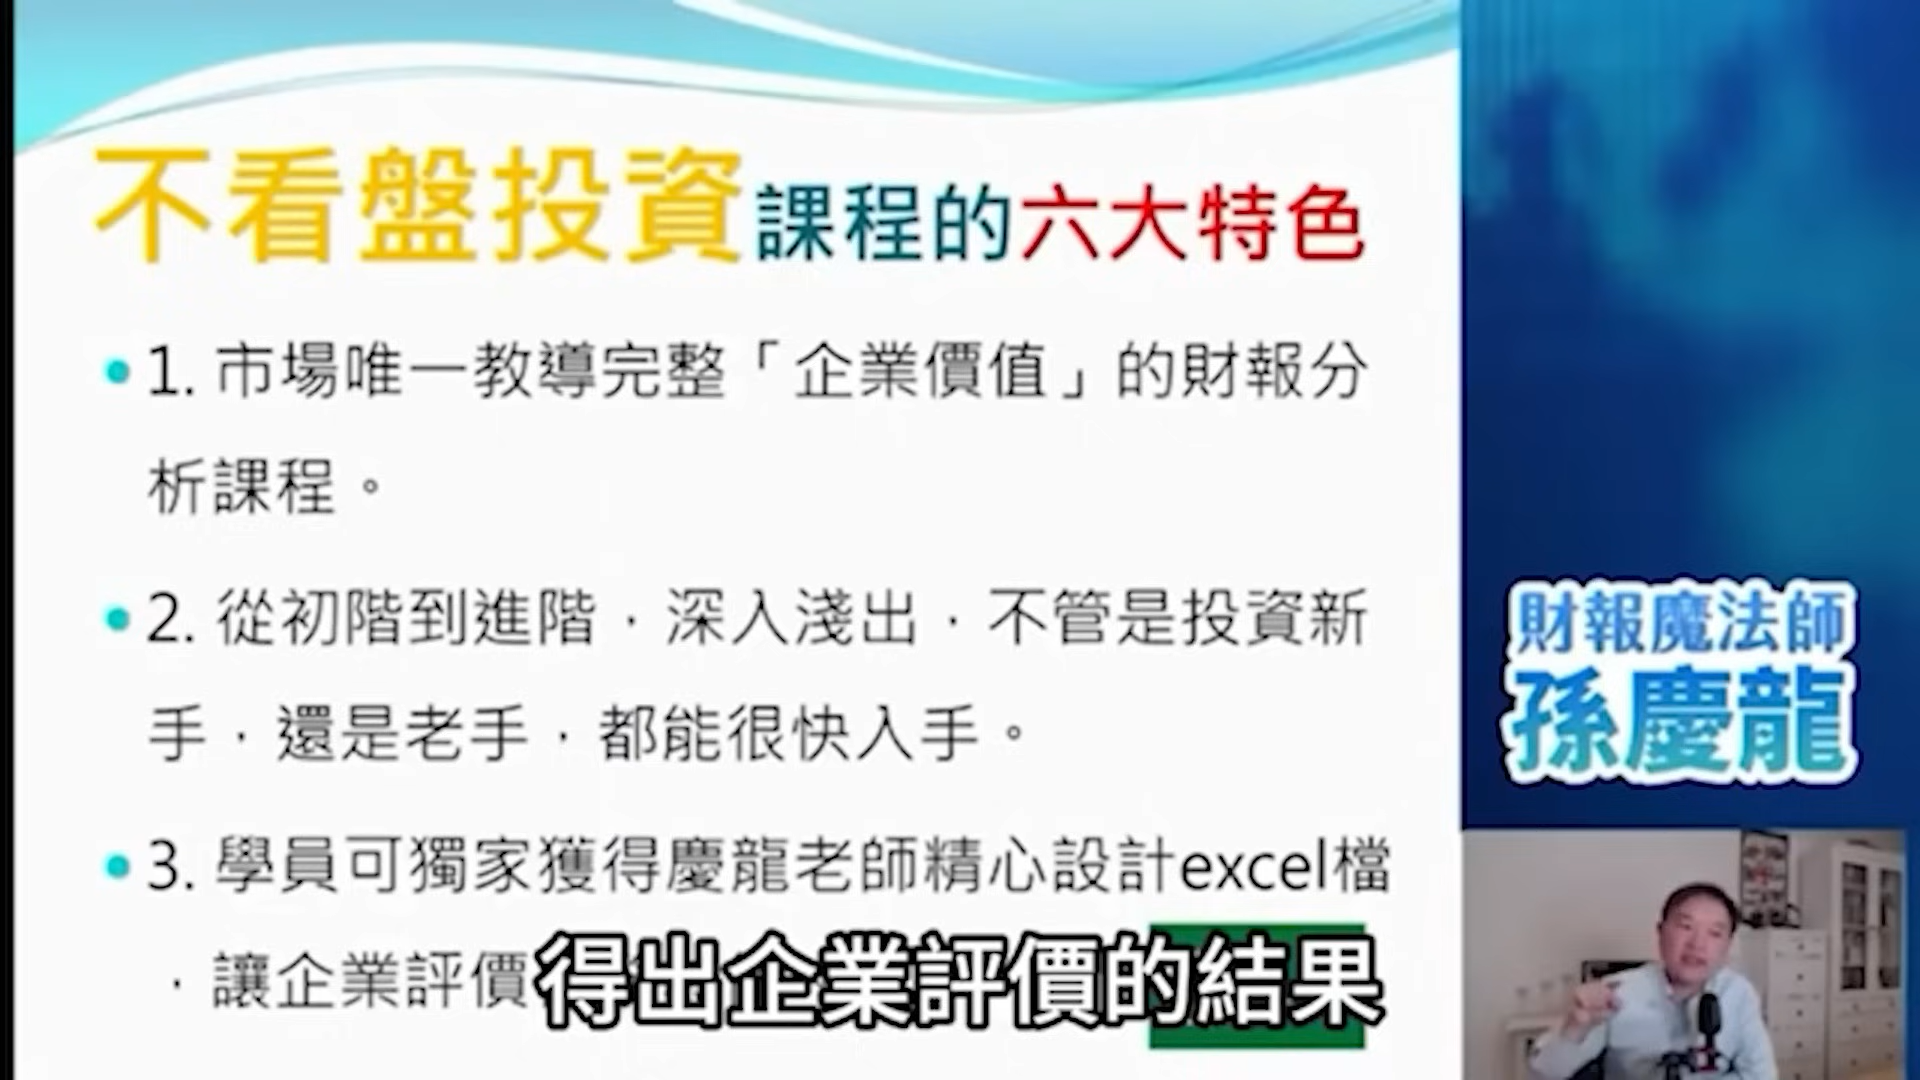 不看盤投資課程的六大特色
1. 市場唯一教導完整「企業價值」的財報分
析課程。
2. 從初階到進階，深入淺出，不管是投資新
手，還是老手，都能很快入手。
3. 學員可獨家獲得慶龍老師精心設計excel檔
，讓企業評價
得出企業評價的結果
財報魔法師
孫慶龍